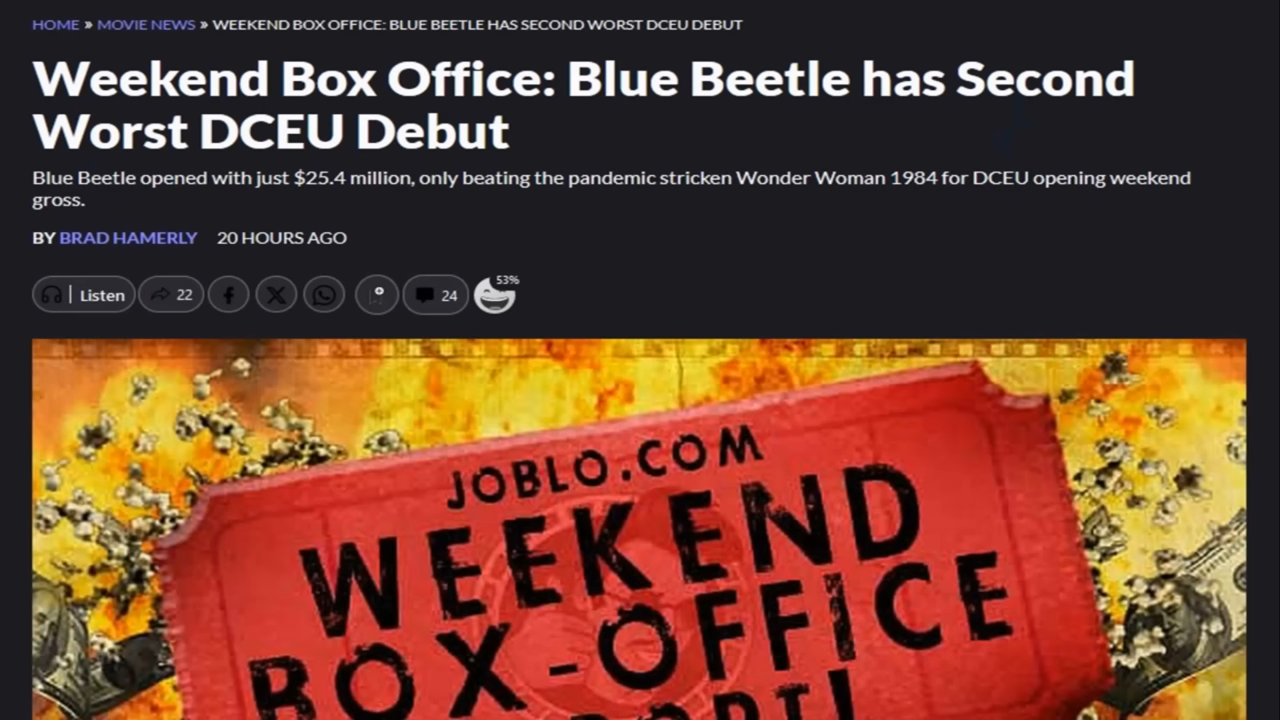 HOME » MOVIE NEWS » WEEKEND BOX OFFICE: BLUE BEETLE HAS SECOND WORST DCEU DEBUT
Weekend Box Office: Blue Beetle has Second
Worst DCEU Debut
Blue Beetle opened with just $25.4 million, only beating the pandemic stricken Wonder Woman 1984 for DCEU opening weekend
gross.
BY BRAD HAMERLY 20 HOURS AGO
Listen 22 24 53%
JOBLO.COM
WEEKEND
BOX-OFFICE